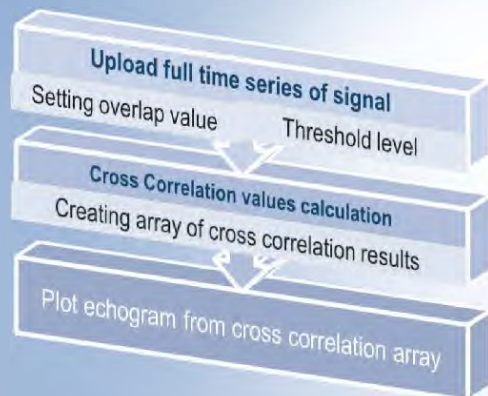 Upload full time series of signal
Setting overlap value Threshold level
Cross Correlation values calculation
Creating array of cross correlation results
Plot echogram from cross correlation array